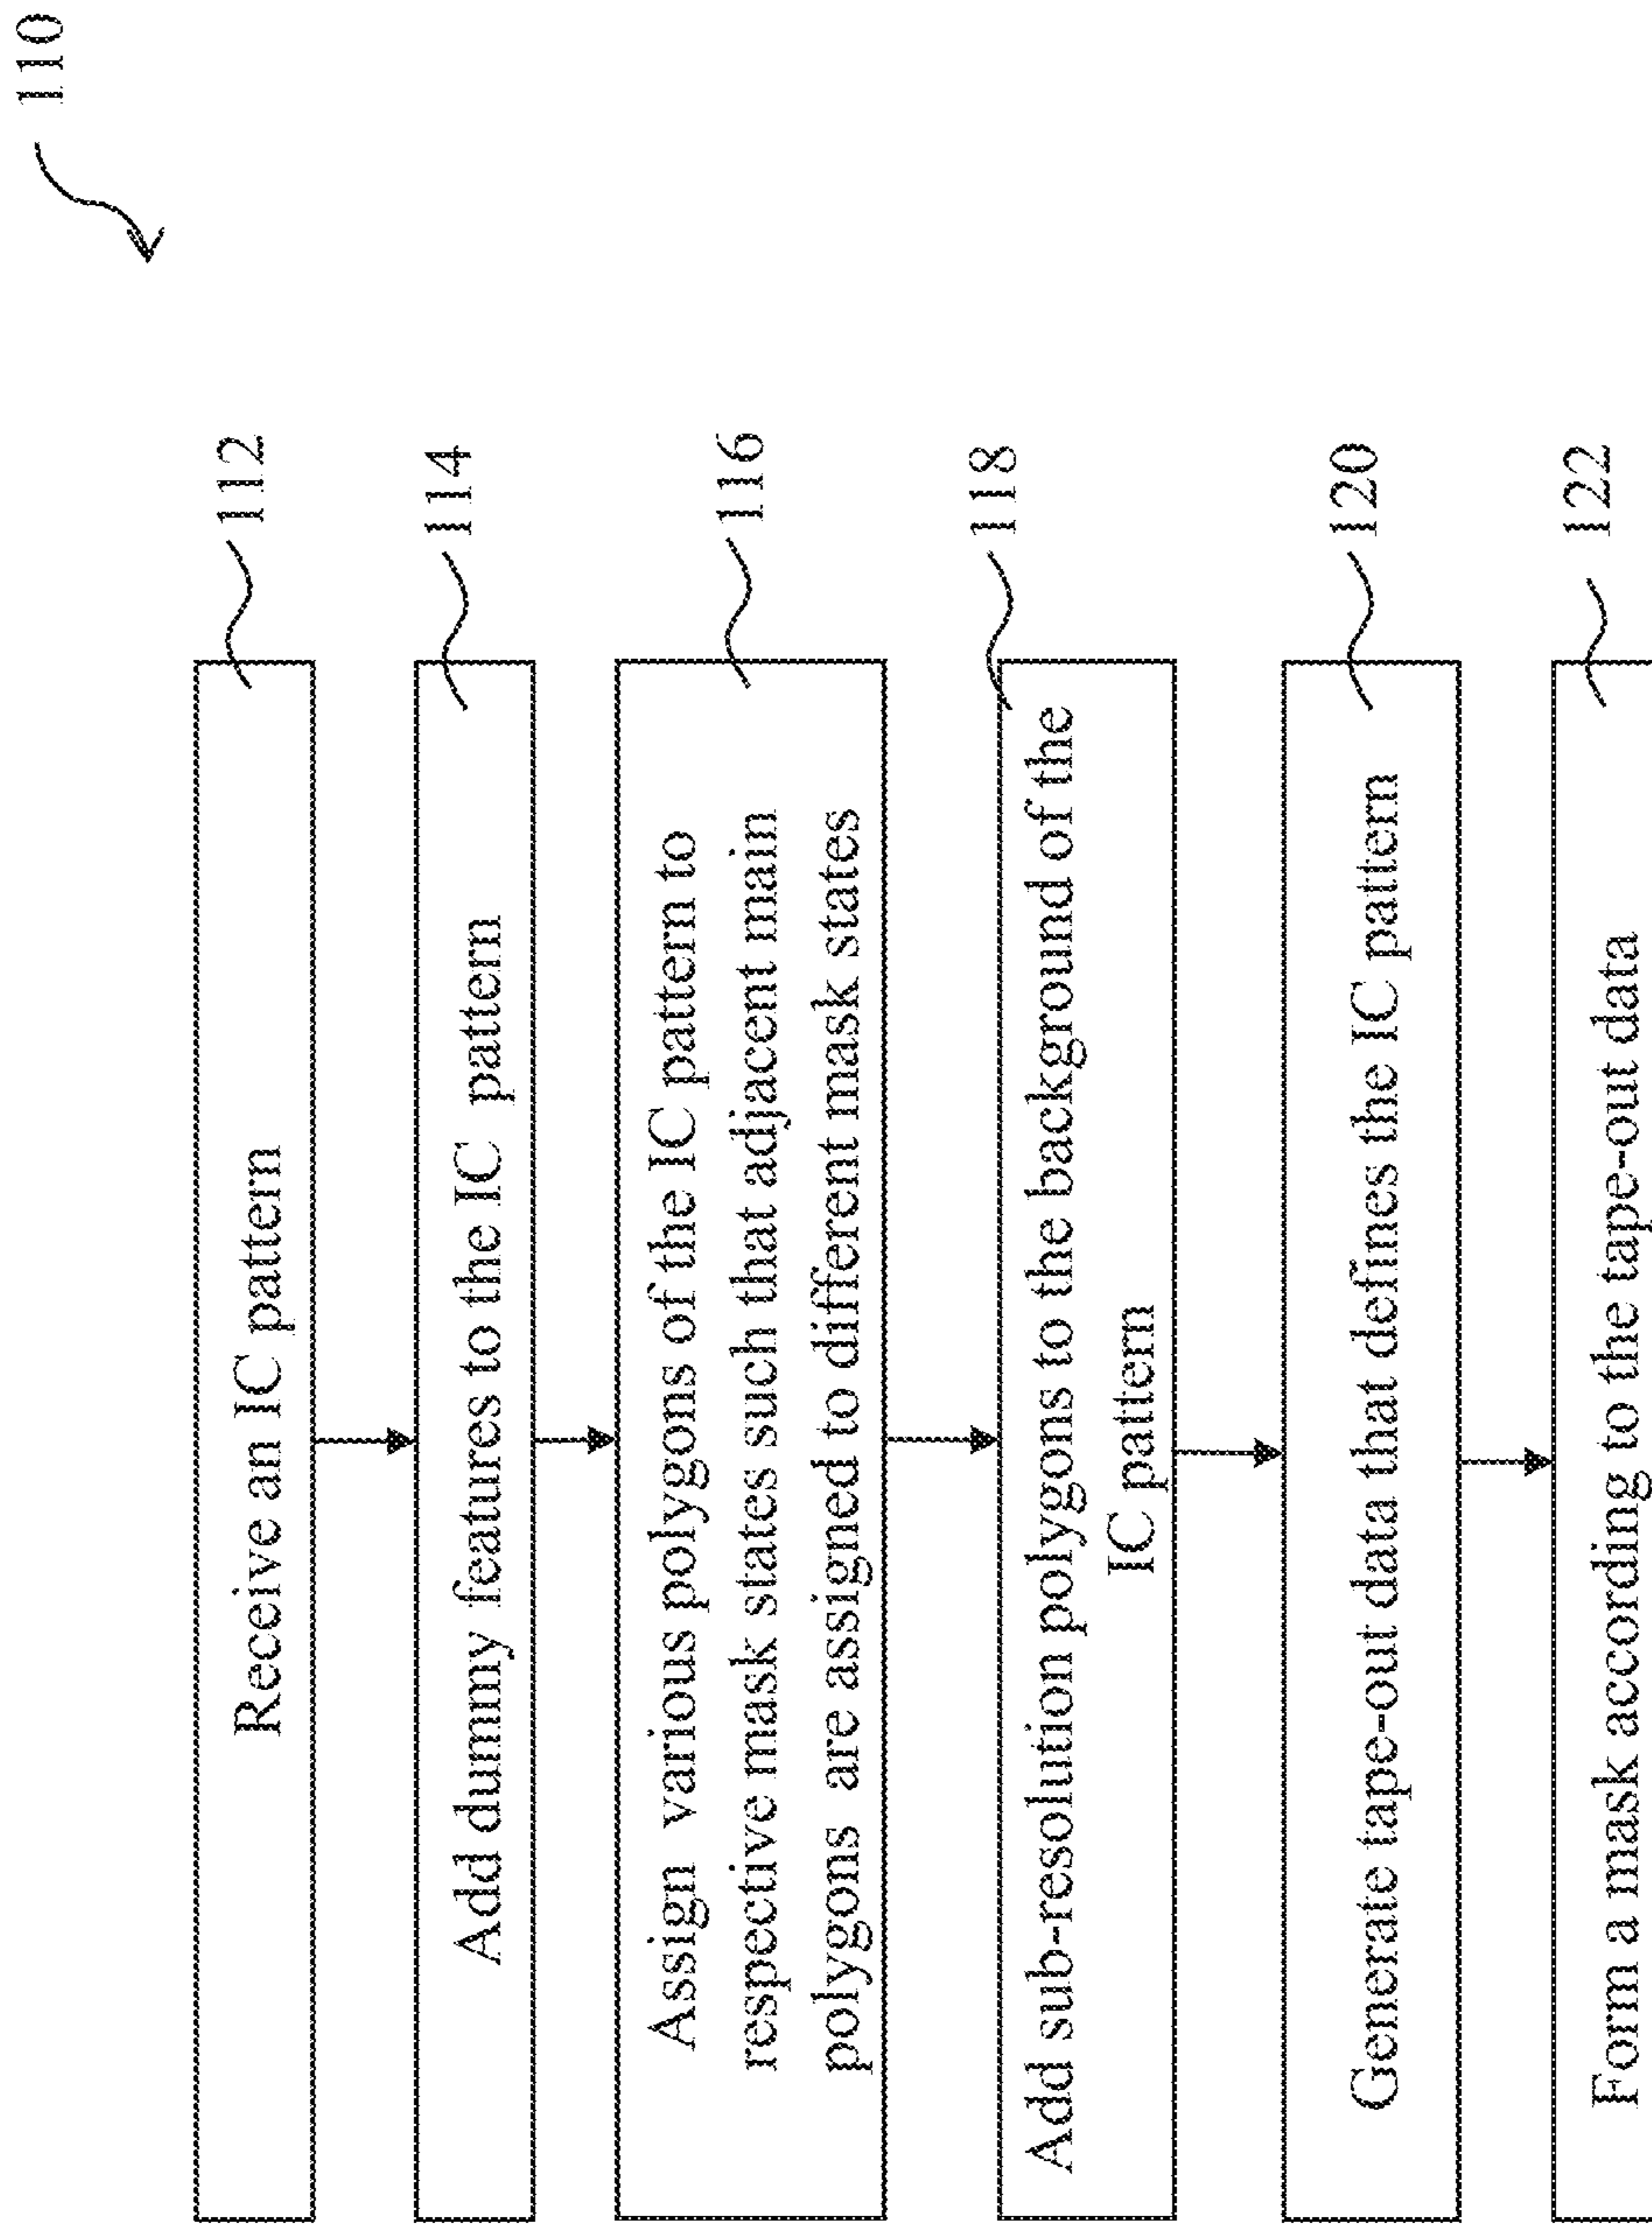 110
Receive an IC pattern
112
Add dummy features to the IC pattern
114
Assign various polygons of the IC pattern to
respective mask states such that adjacent main
polygons are assigned to different mask states
116
Add sub-resolution polygons to the background of the
IC pattern
118
Generate tape-out data that defines the IC pattern
120
Form a mask according to the tape-out data
122